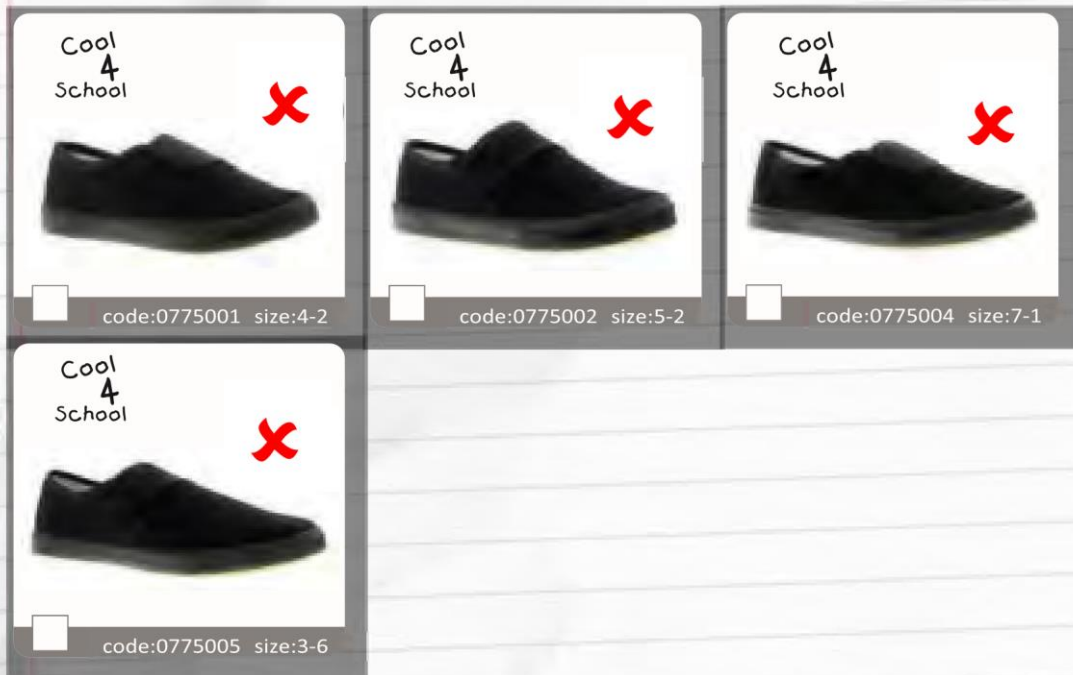 Cool
4
School
code:0775001 size:4-2
Cool
4
School
code:0775002 size:5-2
Cool
4
School
code:0775004 size:7-1
Cool
4
School
code:0775005 size:3-6